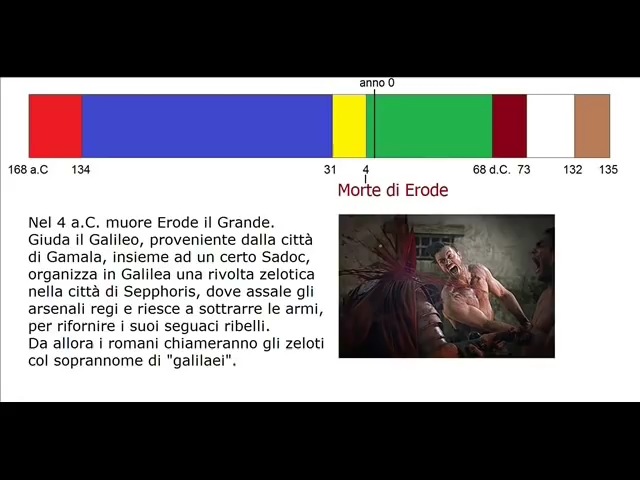 anno 0
168 a.C 134 31 4 68 d.C. 73 132 135
Morte di Erode
Nel 4 a.C. muore Erode il Grande.
Giuda il Galileo, proveniente dalla città
di Gamala, insieme ad un certo Sadoc,
organizza in Galilea una rivolta zelotica
nella città di Sepphoris, dove assale gli
arsenali regi e riesce a sottrarre le armi,
per rifornire i suoi seguaci ribelli.
Da allora i romani chiameranno gli zeloti
col soprannome di "galilaei".